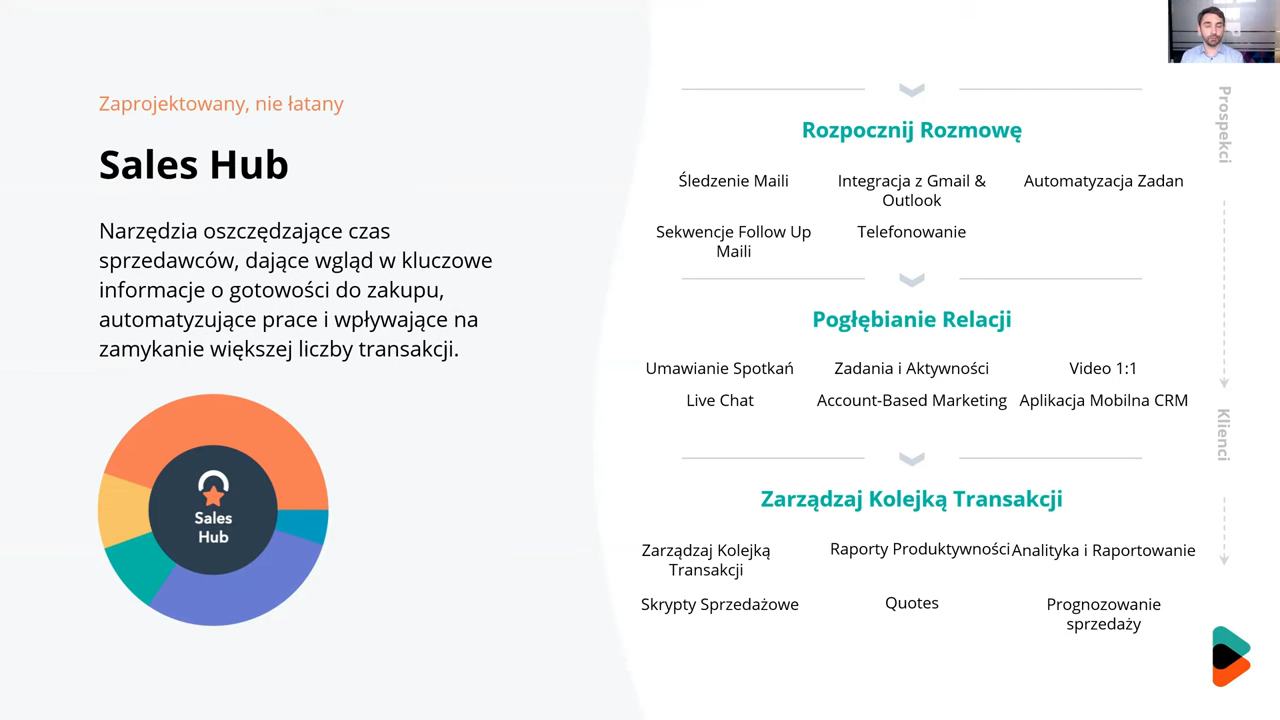 Zaprojektowany, nie łatany
Sales Hub
Narzędzia oszczędzające czas
sprzedawców, dające wgląd w kluczowe
informacje o gotowości do zakupu,
automatyzujące prace i wpływające na
zamykanie większej liczby transakcji.
Sales
Hub
Rozpocznij Rozmowę
Śledzenie Maili
Integracja z Gmail &
Outlook
Automatyzacja Zadan
Sekwencje Follow Up
Maili
Telefonowanie
Pogłębianie Relacji
Umawianie Spotkań
Zadania i Aktywności
Video 1:1
Live Chat
Account-Based Marketing
Aplikacja Mobilna CRM
Zarządzaj Kolejką Transakcji
Zarządzaj Kolejką
Transakcji
Raporty Produktywności
Analityka i Raportowanie
Skrypty Sprzedażowe
Quotes
Prognozowanie
sprzedaży
Prospekci
Klienci